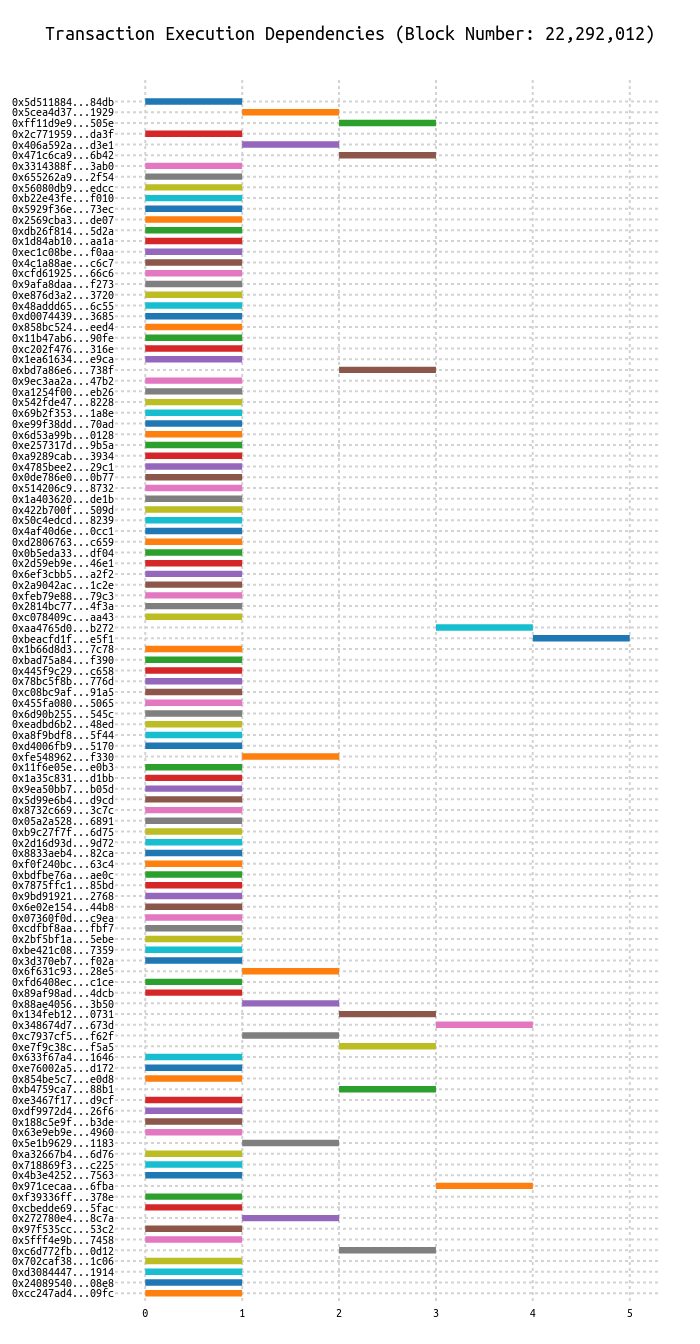 Transaction Execution Dependencies (Block Number: 22,292,012)
0x5d511884...84db
0x5cea4d37...1929
0xff11d9e9...505e
0x2c771959...da3f
0x406a592a...d3e1
0x471c6ca9...6b42
0x3314388f...3ab0
0x655262a9...2f54
0x56080db9...edcc
0xb22e43fe...f010
0x5929f36e...73ec
0x2569cba3...de07
0xdb26f814...5d2a
0x1d84ab10...aa1a
0xec1c08be...f0aa
0x4c1a88ae...c6c7
0xcfd61925...66c6
0x9afa8daa...f273
0xe876d3a2...3720
0x48addd65...6c55
0xd0074439...3685
0x858bc524...eed4
0x11b47ab6...90fe
0xc202f476...316e
0x1ea61634...e9ca
0xbd7a86e6...738f
0x9ec3aa2a...47b2
0xa1254f00...eb26
0x542fde47...8228
0x69b2f353...1a8e
0xe99f38dd...70ad
0x6d53a99b...0128
0xe257317d...9b5a
0xa9289cab...3934
0x4785bee2...29c1
0x0de786e0...0b77
0x514206c9...8732
0x1a403620...de1b
0x422b700f...509d
0x50c4edcd...8239
0x4af40d6e...0cc1
0xd2806763...c659
0x0b5eda33...df04
0x2d59eb9e...46e1
0x6ef3cbb5...a2f2
0x2a9042ac...1c2e
0xfeb79e88...79c3
0x2814bc77...4f3a
0xc078409c...aa43
0xaa4765d0...b272
0xbeacfd1f...e5f1
0x1b66d8d3...7c78
0xbad75a84...f390
0x445f9c29...c658
0x78bc5f8b...776d
0xc08bc9af...91a5
0x455fa080...5065
0x6d90b255...545c
0xeadbd6b2...48ed
0xa8f9bdf8...5f44
0xd4006fb9...5170
0xfe548962...f330
0x11f6e05e...e0b3
0x1a35c831...d1bb
0x9ea50bb7...b05d
0x5d99e6b4...d9cd
0x8732c669...3c7c
0x05a2a528...6891
0xb9c27f7f...6d75
0x2d16d93d...9d72
0x8833aeb4...82ca
0xf0f240bc...63c4
0xbdfbe76a...ae0c
0x7875ffc1...85bd
0x9bd91921...2768
0x6e02e154...44b8
0x07360f0d...c9ea
0xcdfbf8aa...fbf7
0x2bf5bf1a...5ebe
0xbe421c08...7359
0x3d370eb7...f02a
0x6f631c93...28e5
0xfd6408ec...c1ce
0x89af98ad...4dcb
0x88ae4056...3b50
0x134feb12...0731
0x348674d7...673d
0xc7937cf5...f62f
0xe7f9c38c...f5a5
0x633f67a4...1646
0xe76002a5...d172
0x854be5c7...e0d8
0xb4759ca7...88b1
0xe3467f17...d9cf
0xdf9972d4...26f6
0x188c5e9f...b3de
0x63e9eb9e...4960
0x5e1b9629...1183
0xa32667b4...6d76
0x718869f3...c225
0x4b3e4252...7563
0x971cecaa...6fba
0xf39336ff...378e
0xcbedde69...5fac
0x272780e4...8c7a
0x97f535cc...53c2
0x5fff4e9b...7458
0xc6d772fb...0d12
0x702caf38...1c06
0xd3084447...1914
0x24089540...08e8
0xcc247ad4...09fc
0 1 2 3 4 5